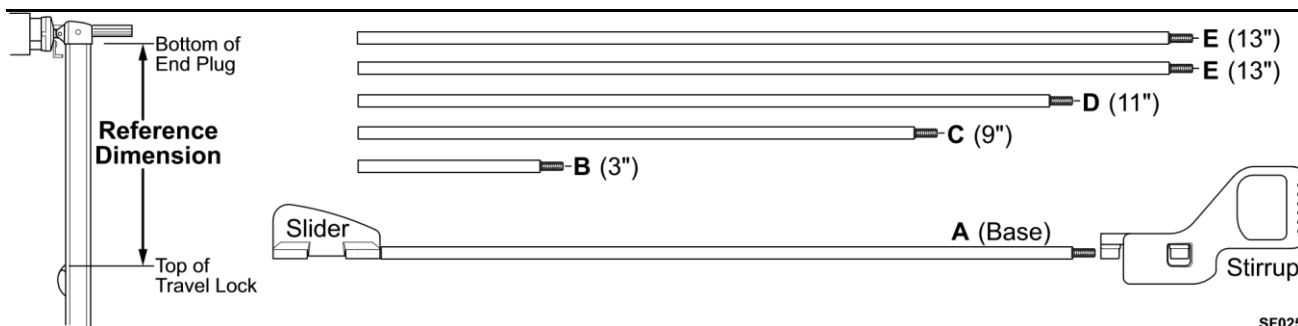 Bottom of
End Plug
Reference
Dimension
Top of
Travel Lock
E (13")
E (13")
D (11")
C (9")
B (3")
Slider
A (Base)
Stirrup